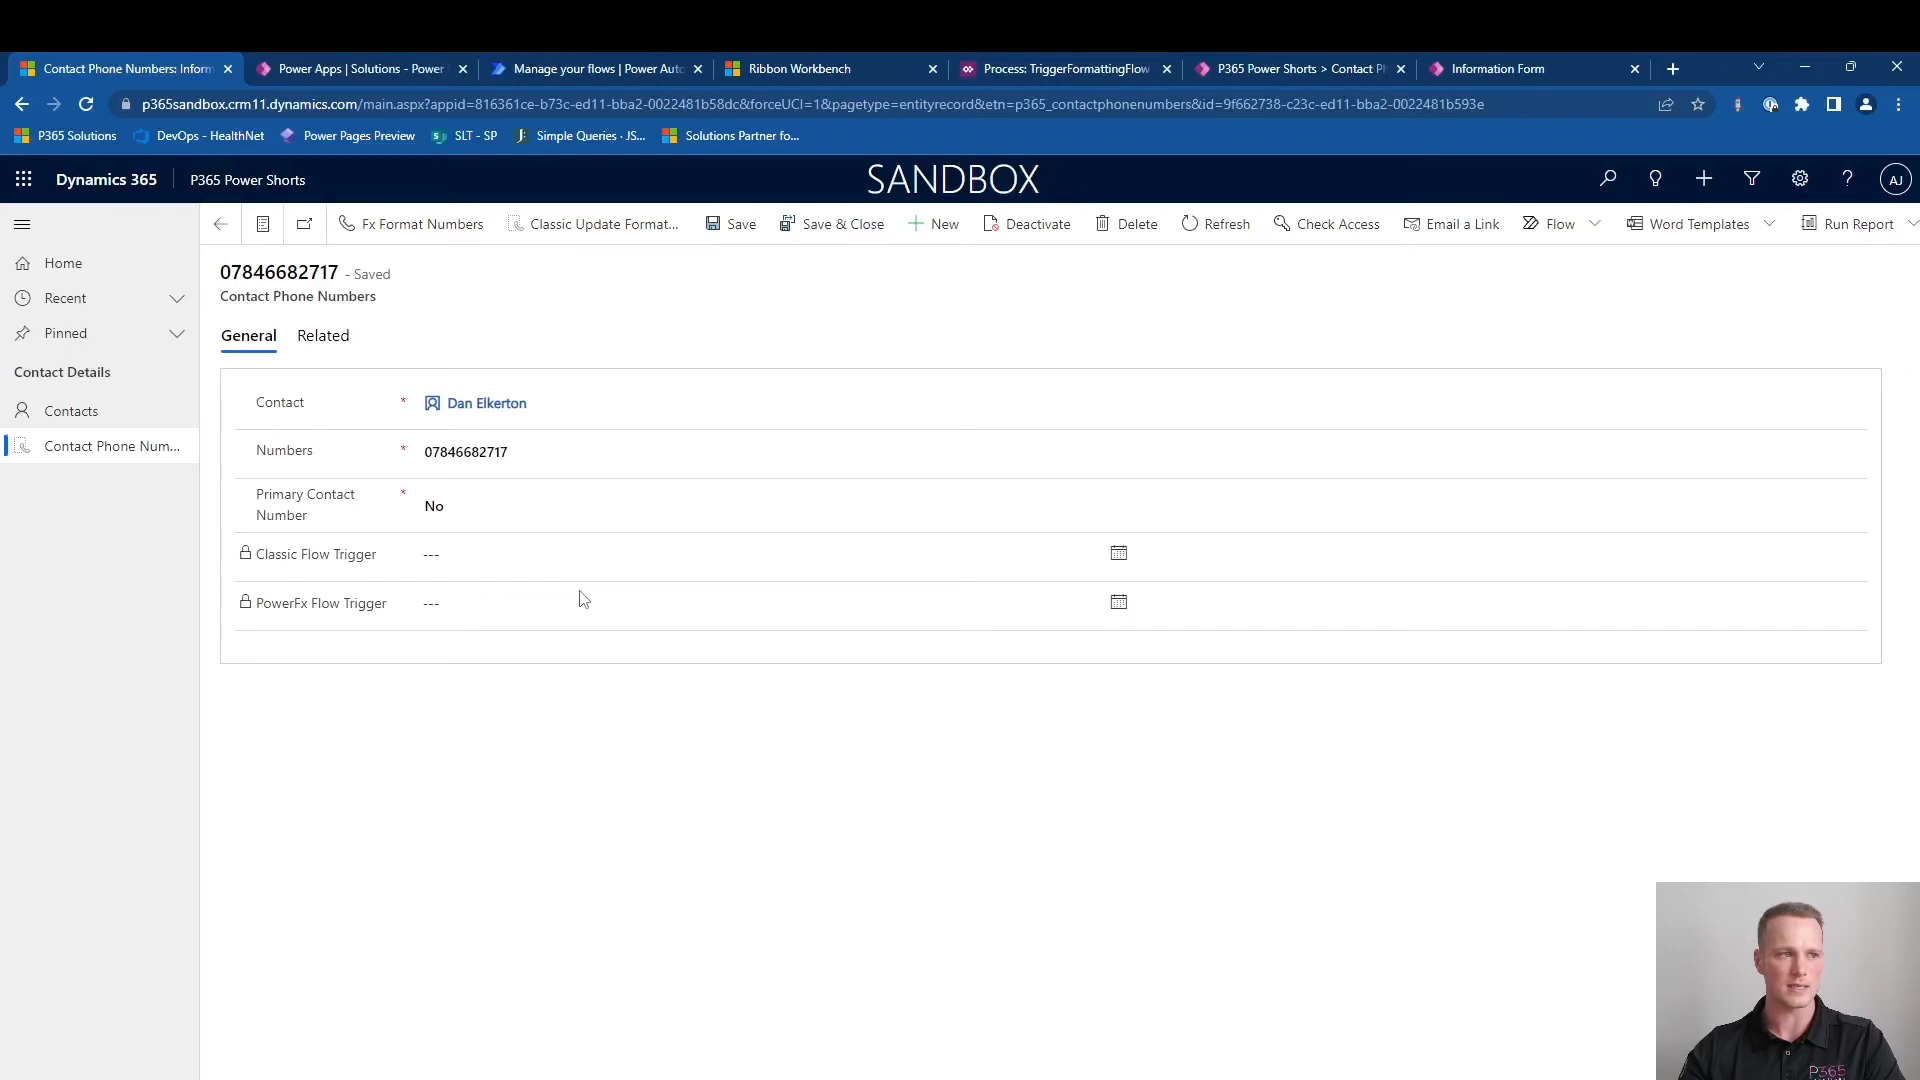 Contact Phone Numbers: Inform
Power Apps | Solutions - Power
Manage your flows | Power Auto
Ribbon Workbench
Process: TriggerFormattingFlow
P365 Power Shorts > Contact Ph
Information Form
p365sandbox.crm11.dynamics.com/main.aspx?appid=816361ce-b73c-ed11-bba2-0022481b58dc&forceUCI=1&pagetype=entityrecord&etn=p365_contactphonenumbers&id=9f662738-c23c-ed11-bba2-0022481b593e
P365 Solutions
DevOps - HealthNet
Power Pages Preview
SLT - SP
Simple Queries · JS...
Solutions Partner fo...
Dynamics 365
P365 Power Shorts
SANDBOX
AJ
Fx Format Numbers
Classic Update Format...
Save
Save & Close
New
Deactivate
Delete
Refresh
Check Access
Email a Link
Flow
Word Templates
Run Report
Home
Recent
Pinned
Contact Details
Contacts
Contact Phone Num...
07846682717 - Saved
Contact Phone Numbers
General
Related
Contact * Dan Elkerton
Numbers * 07846682717
Primary Contact
Number * No
Classic Flow Trigger ---
PowerFx Flow Trigger ---
P365